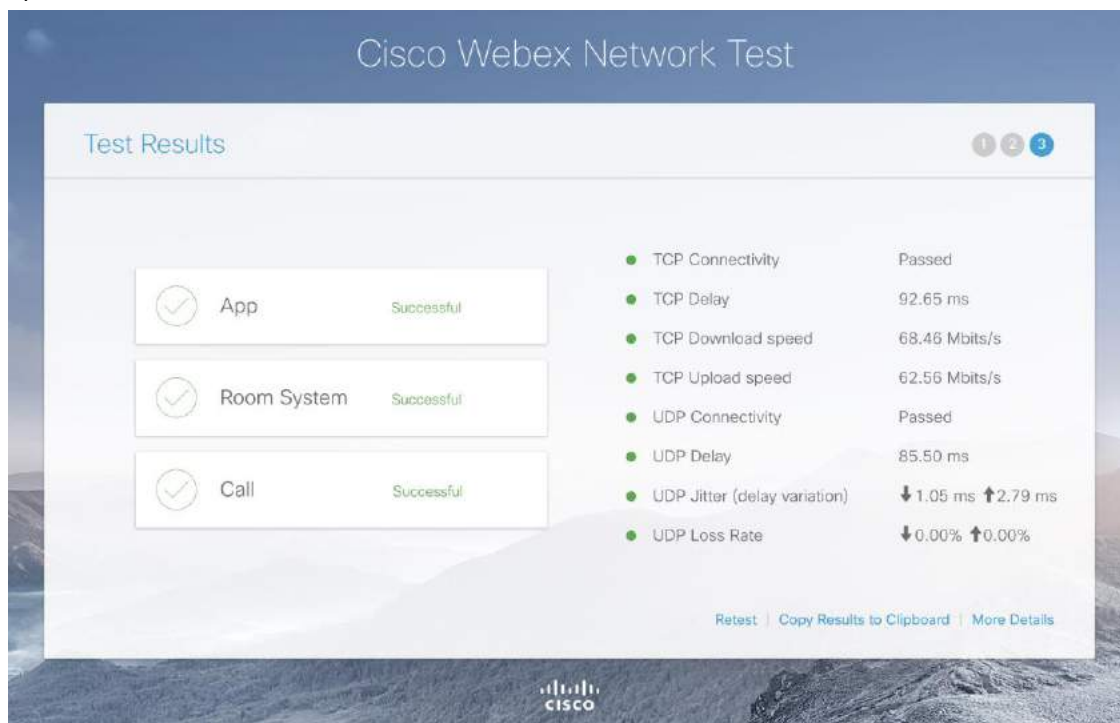 Cisco Webex Network Test
Test Results
1 2 3
App Successful
Room System Successful
Call Successful
TCP Connectivity Passed
TCP Delay 92.65 ms
TCP Download speed 68.46 Mbits/s
TCP Upload speed 62.56 Mbits/s
UDP Connectivity Passed
UDP Delay 85.50 ms
UDP Jitter (delay variation) ⬇1.05 ms ⬆2.79 ms
UDP Loss Rate ⬇0.00% ⬆0.00%
Retest | Copy Results to Clipboard | More Details
CISCO